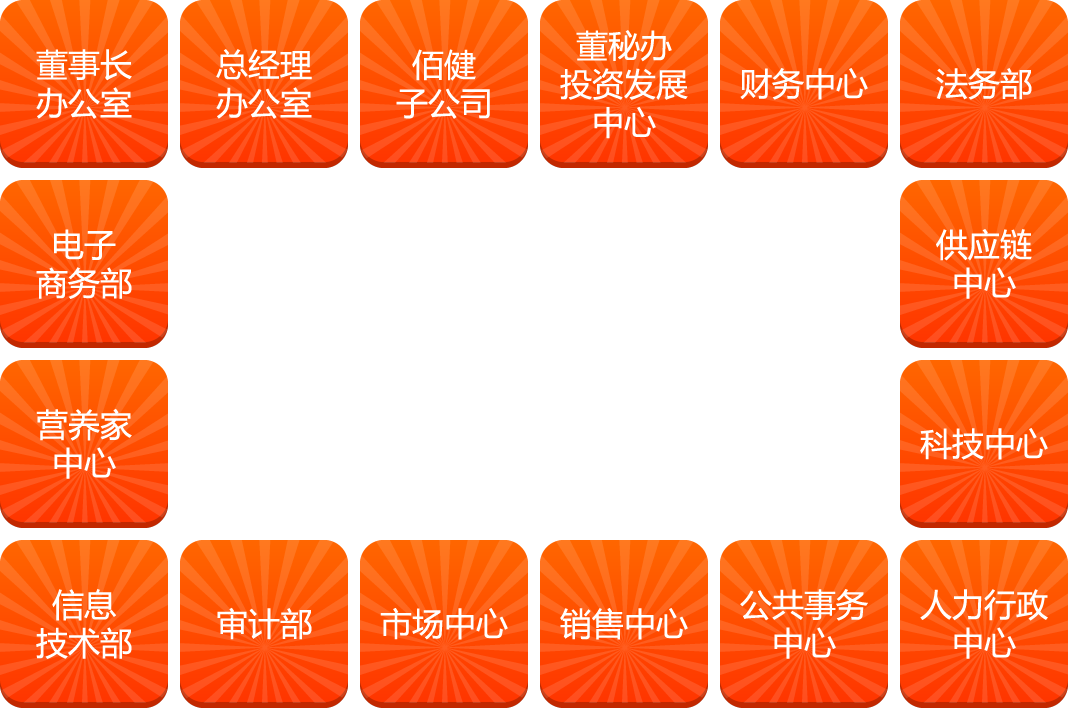 董事长
办公室
总经理
办公室
佰健
子公司
董秘办
投资发展
中心
财务中心
法务部
电子
商务部
供应链
中心
营养家
中心
科技中心
信息
技术部
审计部
市场中心
销售中心
公共事务
中心
人力行政
中心